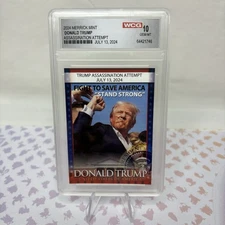 2024 MERRICK MINT
DONALD TRUMP
ASSASSINATION ATTEMPT
JULY 13, 2024
WCG
10
GEM MT
TRUMP ASSASSINATION ATTEMPT
JULY 13, 2024
FIGHT TO SAVE AMERICA
"STAND STRONG"
DONALD TRUMP